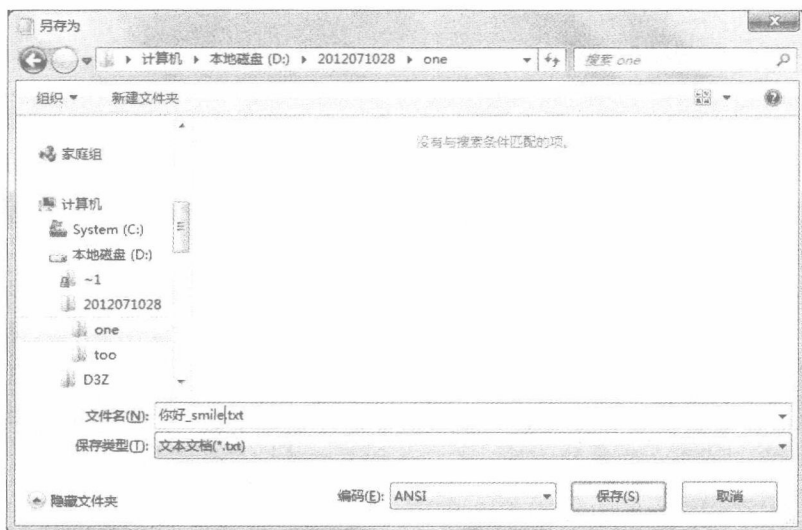 另存为
计算机 ▸ 本地磁盘 (D:) ▸ 2012071028 ▸ one
搜索 one
组织 新建文件夹
没有与搜索条件匹配的项。
家庭组
计算机
System (C:)
本地磁盘 (D:)
~1
2012071028
one
too
D3Z
文件名(N): 你好_smile.txt
保存类型(T): 文本文档(*.txt)
隐藏文件夹
编码(E): ANSI 保存(S) 取消